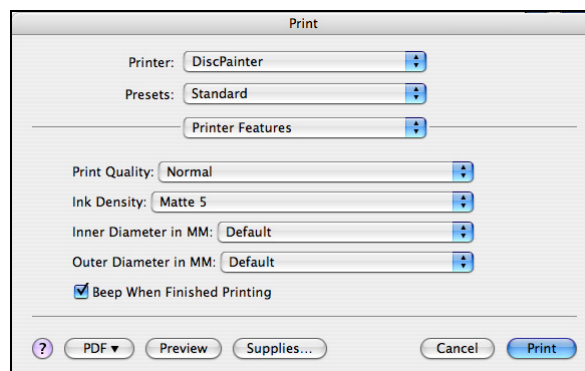 Print
Printer: DiscPainter
Presets: Standard
Printer Features
Print Quality: Normal
Ink Density: Matte 5
Inner Diameter in MM: Default
Outer Diameter in MM: Default
Beep When Finished Printing
? PDF▼ Preview Supplies... Cancel Print